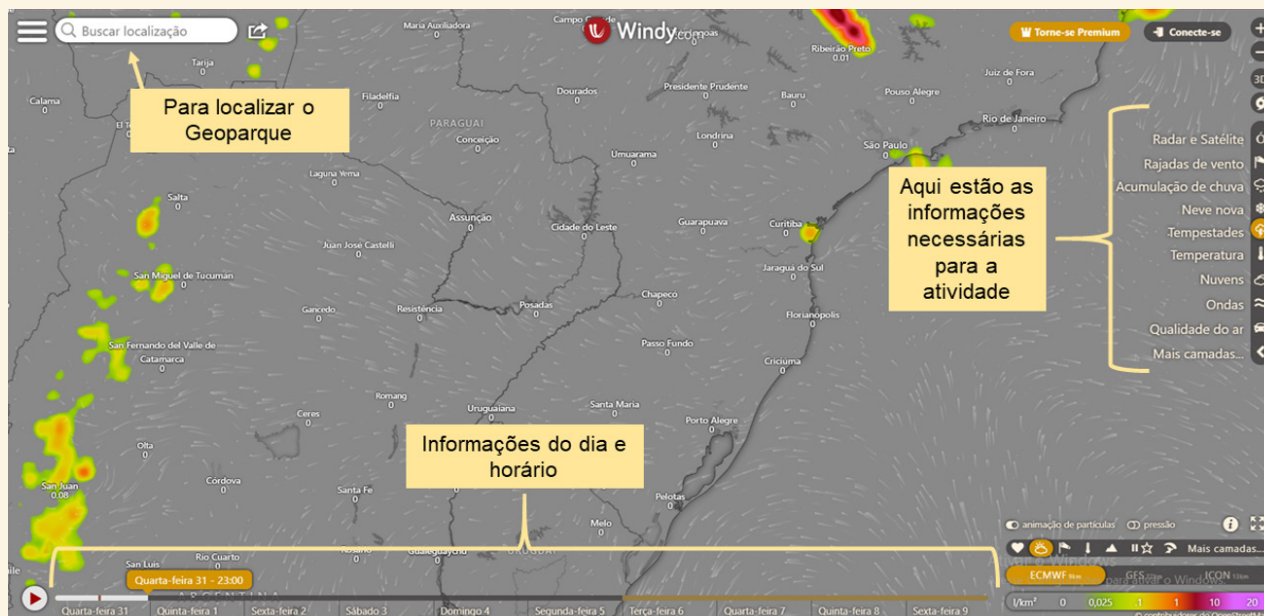 Buscar localização
Windy.com
Torne-se Premium
Conecte-se
Para localizar o
Geoparque
Aqui estão as
informações
necessárias
para a
atividade
Informações do dia e
horário
3D
Radar e Satélite
Rajadas de vento
Acumulação de chuva
Neve nova
Tempestades
Temperatura
Nuvens
Ondas
Qualidade do ar
Mais camadas...
María Auxiliadora
0
Ribeirão Preto
0.01
Tarija
0
Calama
0
Filadelfia
0
Dourados
0
Presidente Prudente
0
Bauru
0
Pouso Alegre
0
Juiz de Fora
0
Rio de Janeiro
0
PARAGUAI
Conceição
0
Londrina
0
Umuarama
0
São Paulo
0
Laguna Yema
0
Salta
0
Assunção
0
Cidade do Leste
0
Guarapuava
0
Curitiba
0
Juan José Castelli
0
Jaraguá do Sul
0
San Miguel de Tucumán
0
Gancedo
0
Resistência
0
Posadas
0
Chapecó
0
Florianópolis
0
San Fernando del Valle de
Catamarca
0
Passo Fundo
0
Criciúma
0
Romang
0
Ceres
0
Uruguaiana
0
Santa Maria
0
Porto Alegre
0
Olta
0
San Juan
0.08
Córdova
0
Santa Fe
0
Pelotas
0
Melo
0
Rio Cuarto
San Luis
Gualeguaychú
URUGUAI
ARGENTINA
Quarta-feira 31 - 23:00
Quarta-feira 31
Quinta-feira 1
Sexta-feira 2
Sábado 3
Domingo 4
Segunda-feira 5
Terça-feira 6
Quarta-feira 7
Quinta-feira 8
Sexta-feira 9
animação de partículas
pressão
Mais camadas...
ECMWF 9km
GFS 22km
ICON 13km
l/km² 0 0,025 .1 1 10 20